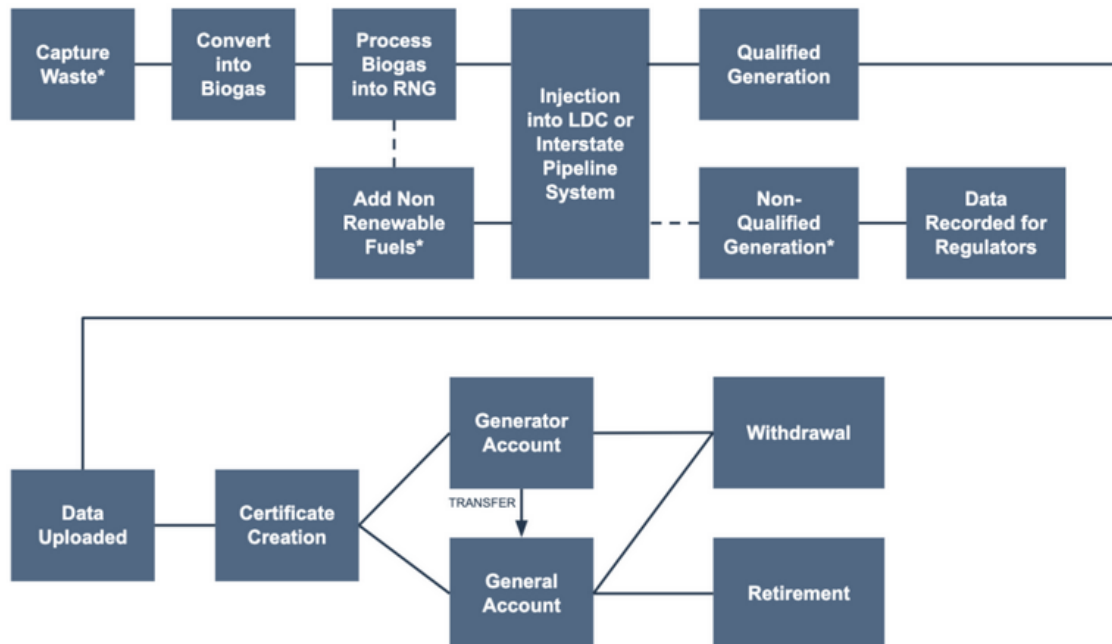 Capture
Waste*
Convert
into
Biogas
Process
Biogas
into RNG
Injection
into LDC or
Interstate
Pipeline
System
Qualified
Generation
Add Non
Renewable
Fuels*
Non-
Qualified
Generation*
Data
Recorded for
Regulators
Data
Uploaded
Certificate
Creation
Generator
Account
TRANSFER
General
Account
Withdrawal
Retirement